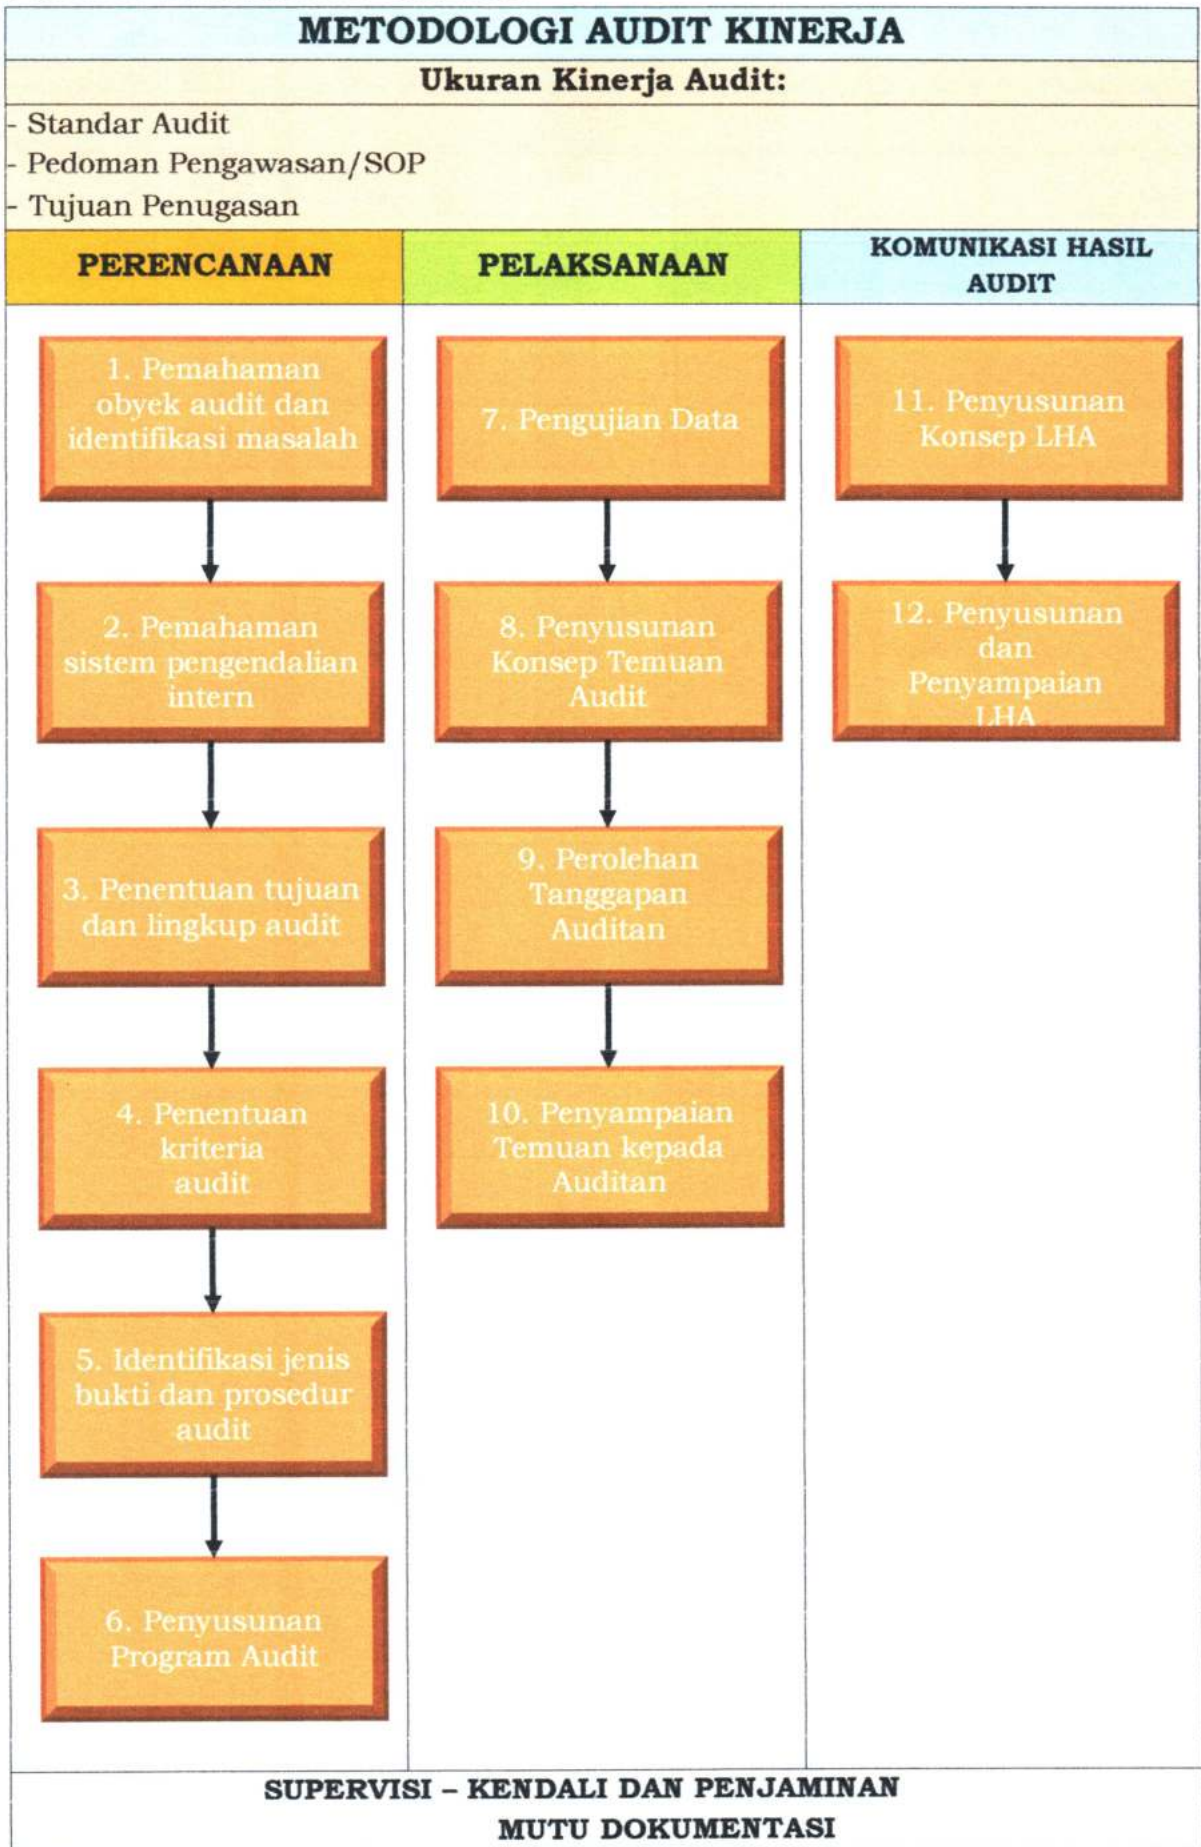 METODOLOGI AUDIT KINERJA
Ukuran Kinerja Audit:
- Standar Audit
- Pedoman Pengawasan/SOP
- Tujuan Penugasan
PERENCANAAN
1. Pemahaman
obyek audit dan
identifikasi masalah
2. Pemahaman
sistem pengendalian
intern
3. Penentuan tujuan
dan lingkup audit
4. Penentuan
kriteria
audit
5. Identifikasi jenis
bukti dan prosedur
audit
6. Penyusunan
Program Audit
PELAKSANAAN
7. Pengujian Data
8. Penyusunan
Konsep Temuan
Audit
9. Perolehan
Tanggapan
Auditan
10. Penyampaian
Temuan kepada
Auditan
KOMUNIKASI HASIL
AUDIT
11. Penyusunan
Konsep LHA
12. Penyusunan
dan
Penyampaian
LHA
SUPERVISI – KENDALI DAN PENJAMINAN
MUTU DOKUMENTASI